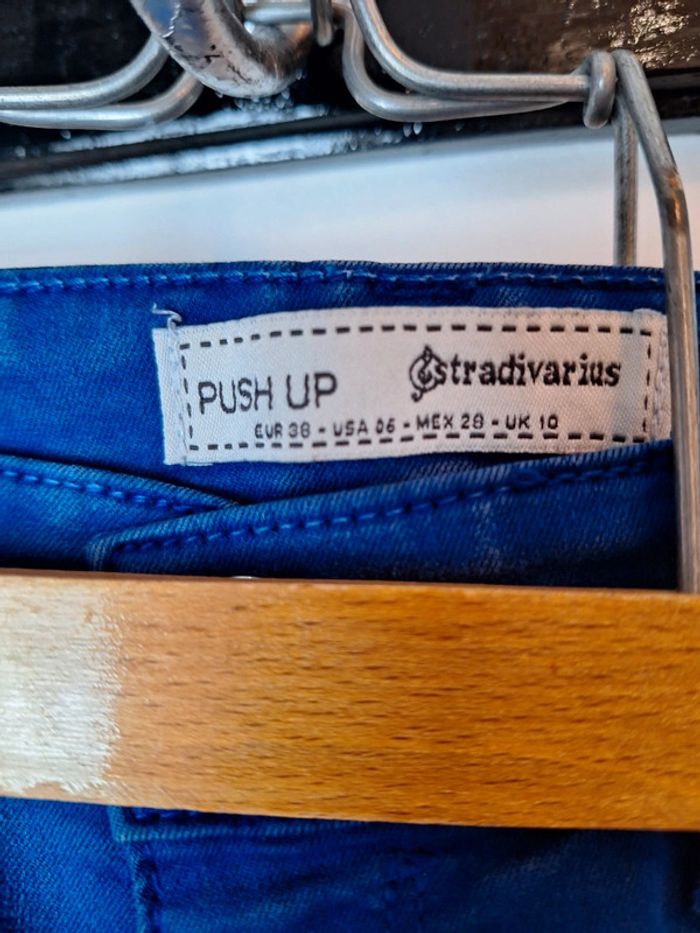 PUSH UP
stradivarius
EUR 38 - USA 06 - MEX 28 - UK 10